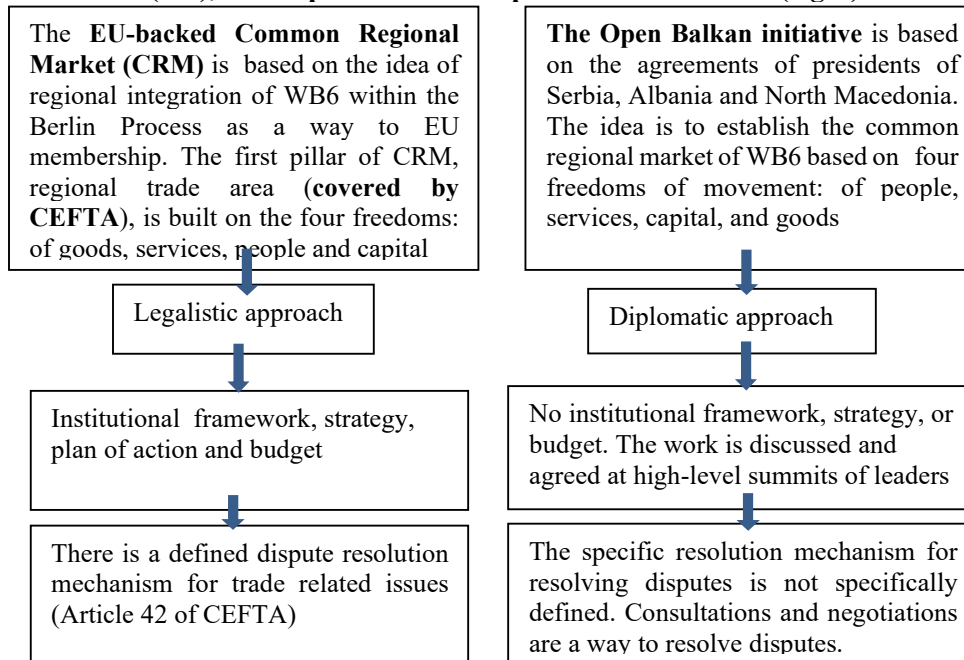 The EU-backed Common Regional
Market (CRM) is based on the idea of
regional integration of WB6 within the
Berlin Process as a way to EU
membership. The first pillar of CRM,
regional trade area (covered by
CEFTA), is built on the four freedoms:
of goods, services, people and capital
Legalistic approach
Institutional framework, strategy,
plan of action and budget
There is a defined dispute resolution
mechanism for trade related issues
(Article 42 of CEFTA)
The Open Balkan initiative is based
on the agreements of presidents of
Serbia, Albania and North Macedonia.
The idea is to establish the common
regional market of WB6 based on four
freedoms of movement: of people,
services, capital, and goods
Diplomatic approach
No institutional framework, strategy, or
budget. The work is discussed and
agreed at high-level summits of leaders
The specific resolution mechanism for
resolving disputes is not specifically
defined. Consultations and negotiations
are a way to resolve disputes.